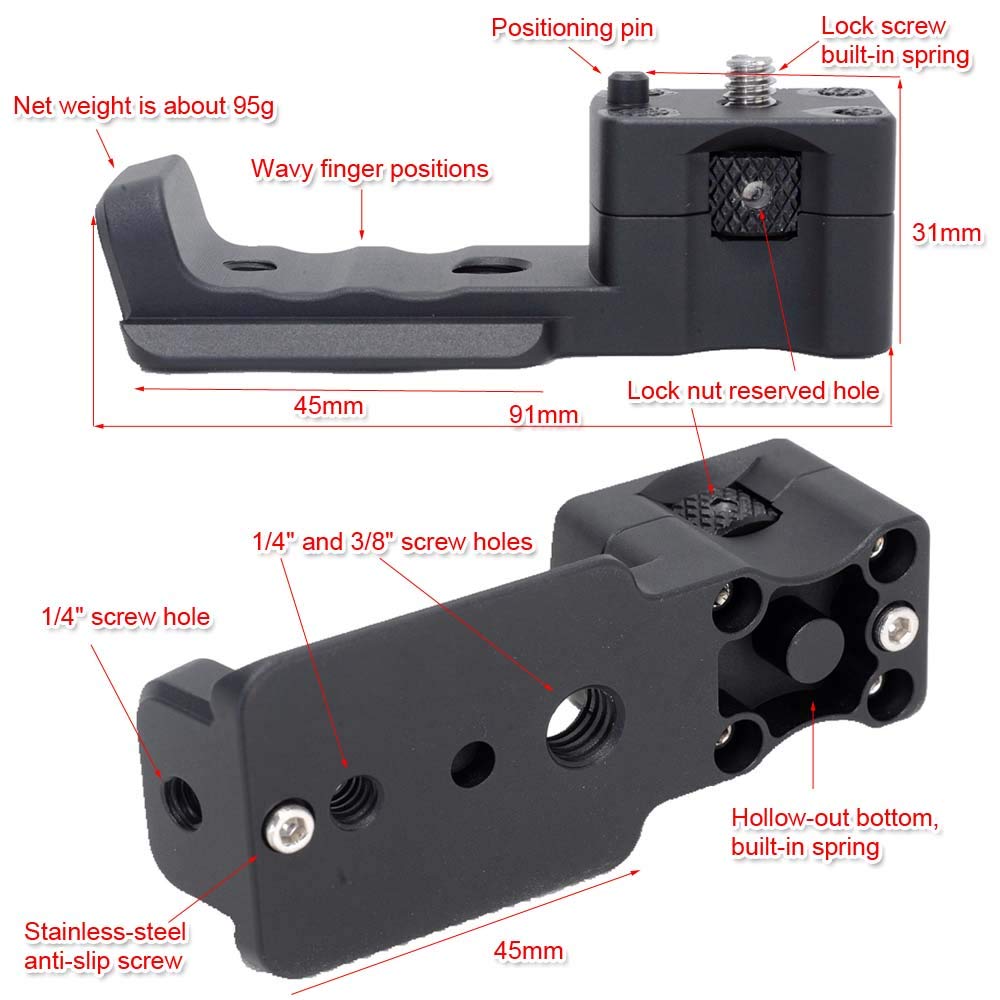 Positioning pin
Lock screw
built-in spring
Net weight is about 95g
Wavy finger positions
31mm
45mm
Lock nut reserved hole
91mm
1/4" and 3/8" screw holes
1/4" screw hole
Hollow-out bottom,
built-in spring
Stainless-steel
anti-slip screw
45mm